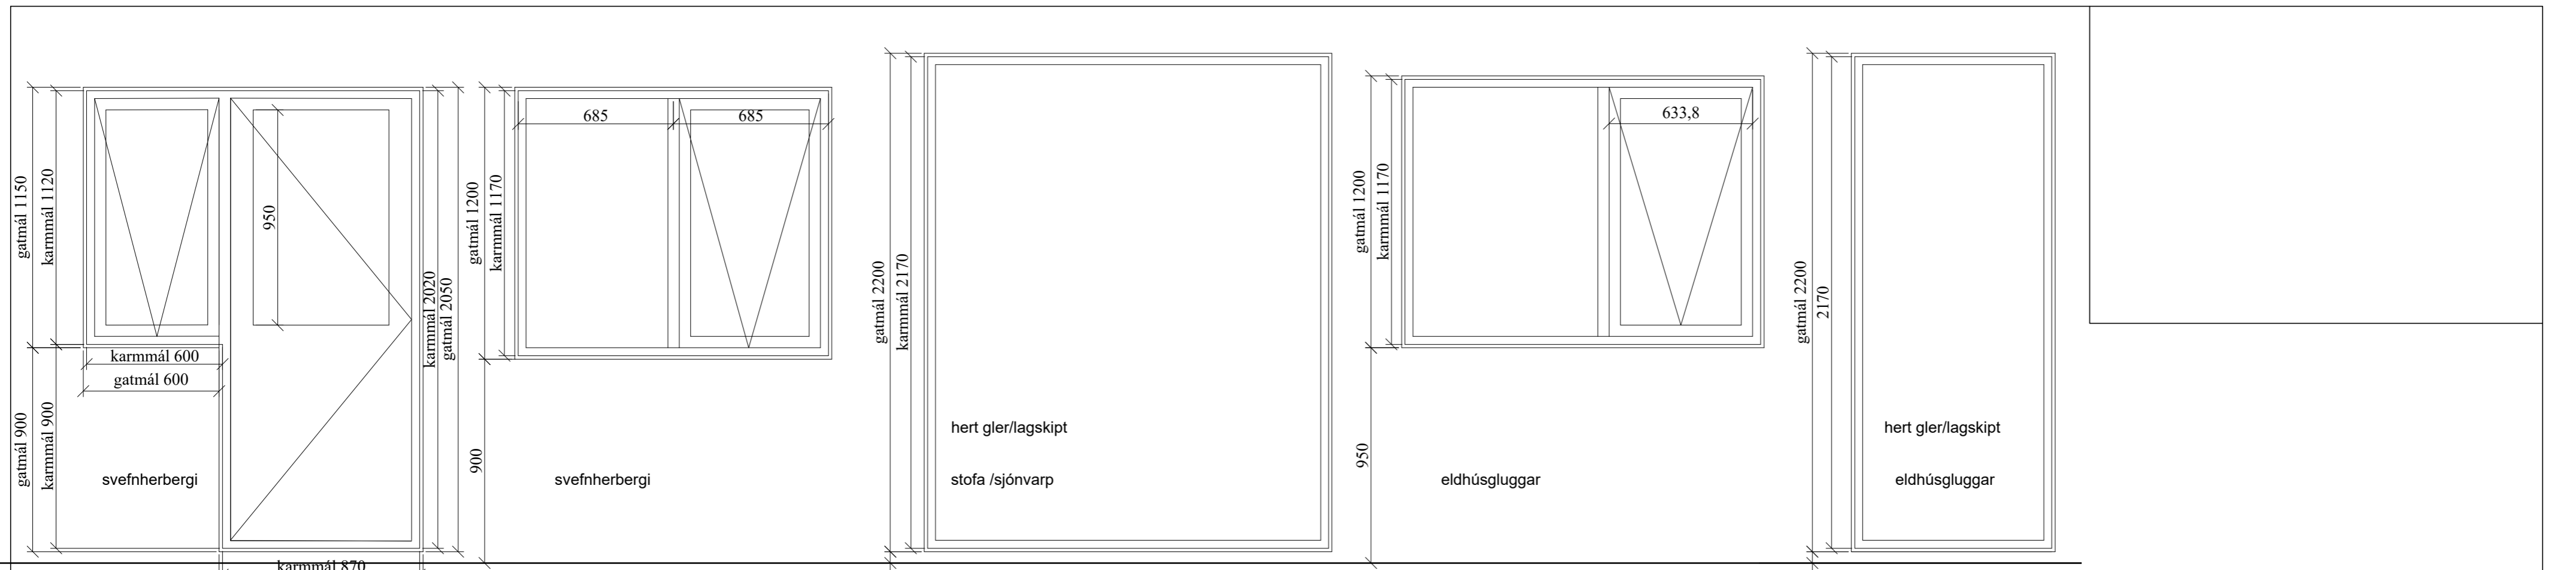 gatmál 1150
karmmál 1120
950
karmmál 2020
gatmál 2050
karmmál 600
gatmál 600
gatmál 900
karmmál 900
svefnherbergi
karmmál 870
685
685
gatmál 1200
karmmál 1170
900
svefnherbergi
gatmál 2200
karmmál 2170
hert gler/lagskipt
stofa /sjónvarp
633,8
gatmál 1200
karmmál 1170
950
eldhúsgluggar
gatmál 2200
2170
hert gler/lagskipt
eldhúsgluggar